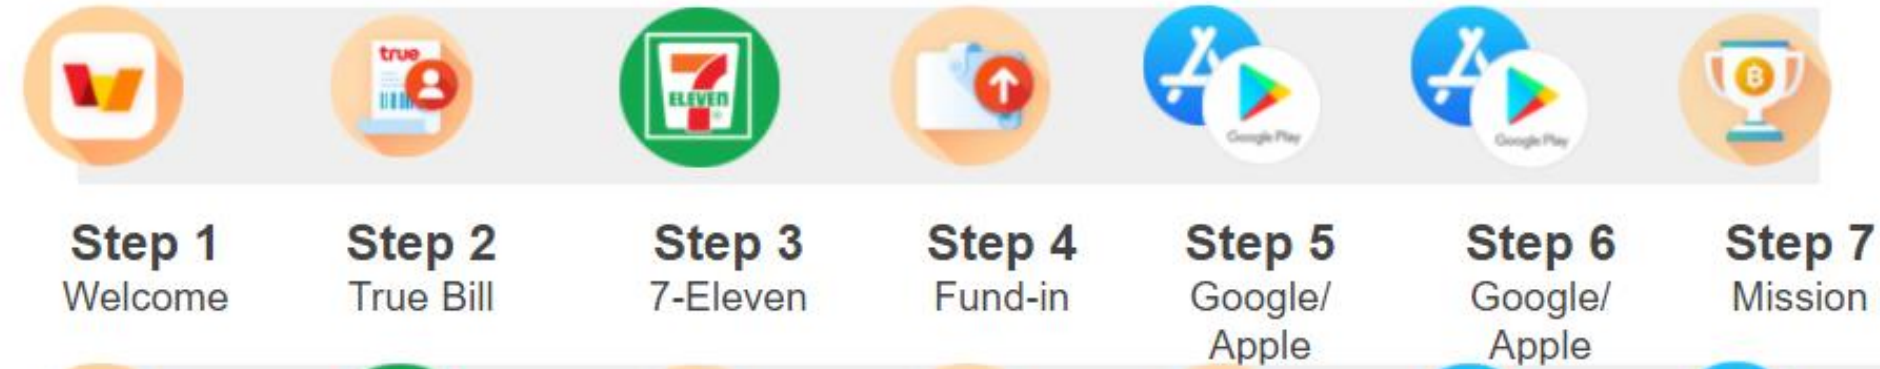 true
7
ELEVEN
Google Play
Google Play
Step 1
Welcome
Step 2
True Bill
Step 3
7-Eleven
Step 4
Fund-in
Step 5
Google/
Apple
Step 6
Google/
Apple
Step 7
Mission